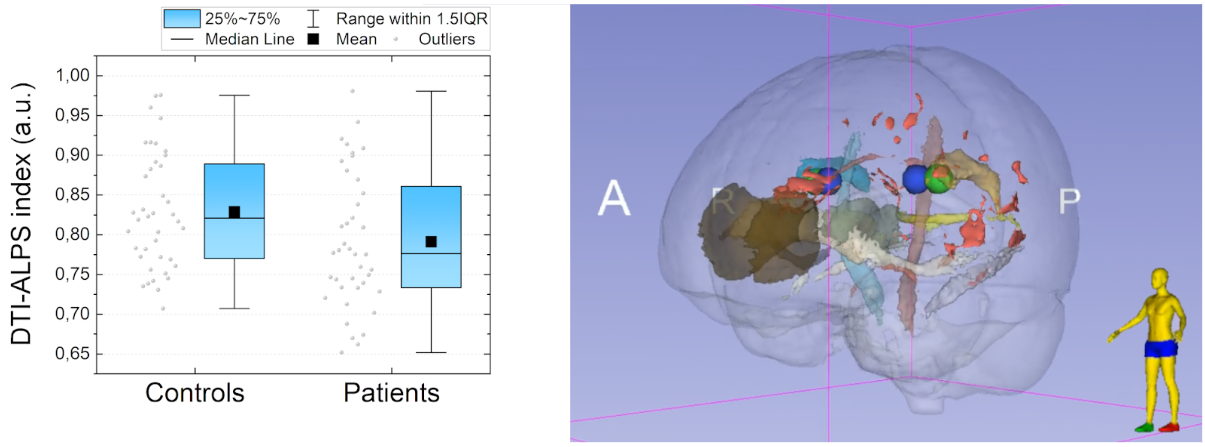 25%~75%
Range within 1.5IQR
Median Line
Mean
Outliers
DTI-ALPS index (a.u.)
1,00
0,95
0,90
0,85
0,80
0,75
0,70
0,65
Controls
Patients
A
R
P